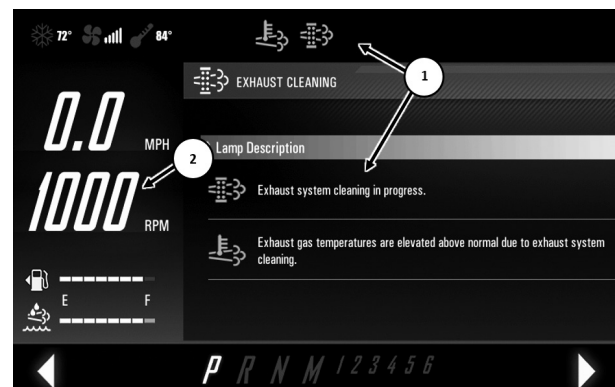 72° 84°
1
EXHAUST CLEANING
0.0 MPH
2
Lamp Description
1000 RPM
Exhaust system cleaning in progress.
Exhaust gas temperatures are elevated above normal due to exhaust system
cleaning.
E F
P R N M 1 2 3 4 5 6